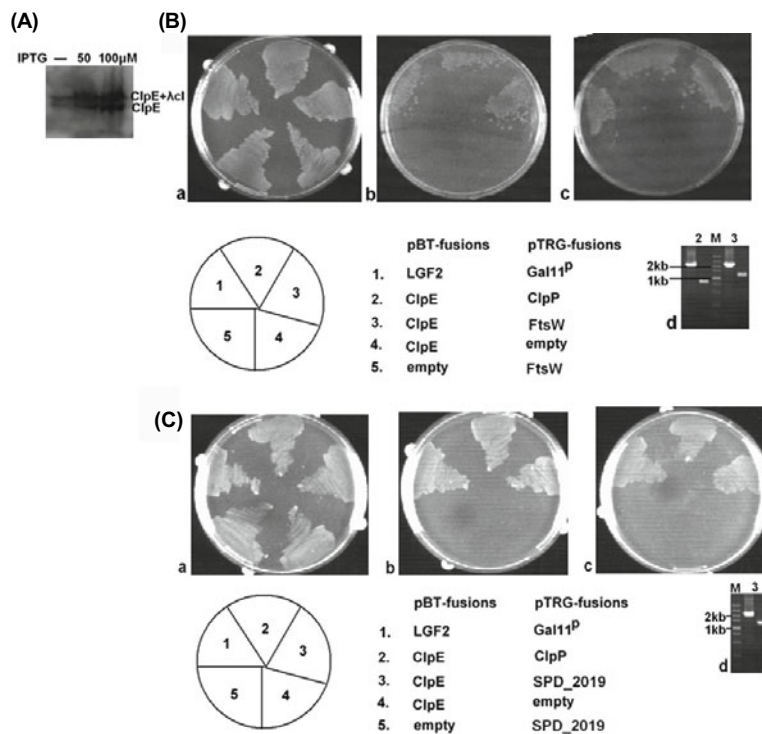 (A)
IPTG — 50 100μM
ClpE+λcI
ClpE
(B)
a
b
c
1
2
3
4
5
pBT-fusions pTRG-fusions
1. LGF2 Gal11P
2. ClpE ClpP
3. ClpE FtsW
4. ClpE empty
5. empty FtsW
2 M 3
2kb
1kb
d
(C)
a
b
c
1
2
3
4
5
pBT-fusions pTRG-fusions
1. LGF2 Gal11P
2. ClpE ClpP
3. ClpE SPD_2019
4. ClpE empty
5. empty SPD_2019
M 3
2kb
1kb
d